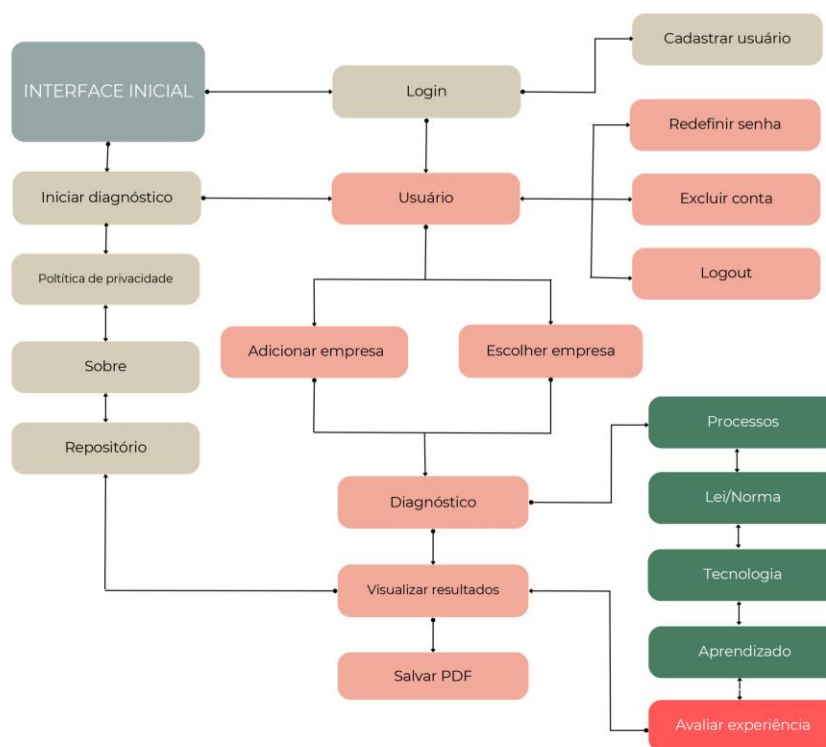 Cadastrar usuário
INTERFACE INICIAL
Login
Redefinir senha
Iniciar diagnóstico
Usuário
Excluir conta
Poltítica de privacidade
Logout
Adicionar empresa
Escolher empresa
Sobre
Processos
Repositório
Diagnóstico
Lei/Norma
Tecnologia
Visualizar resultados
Aprendizado
Salvar PDF
Avaliar experiência